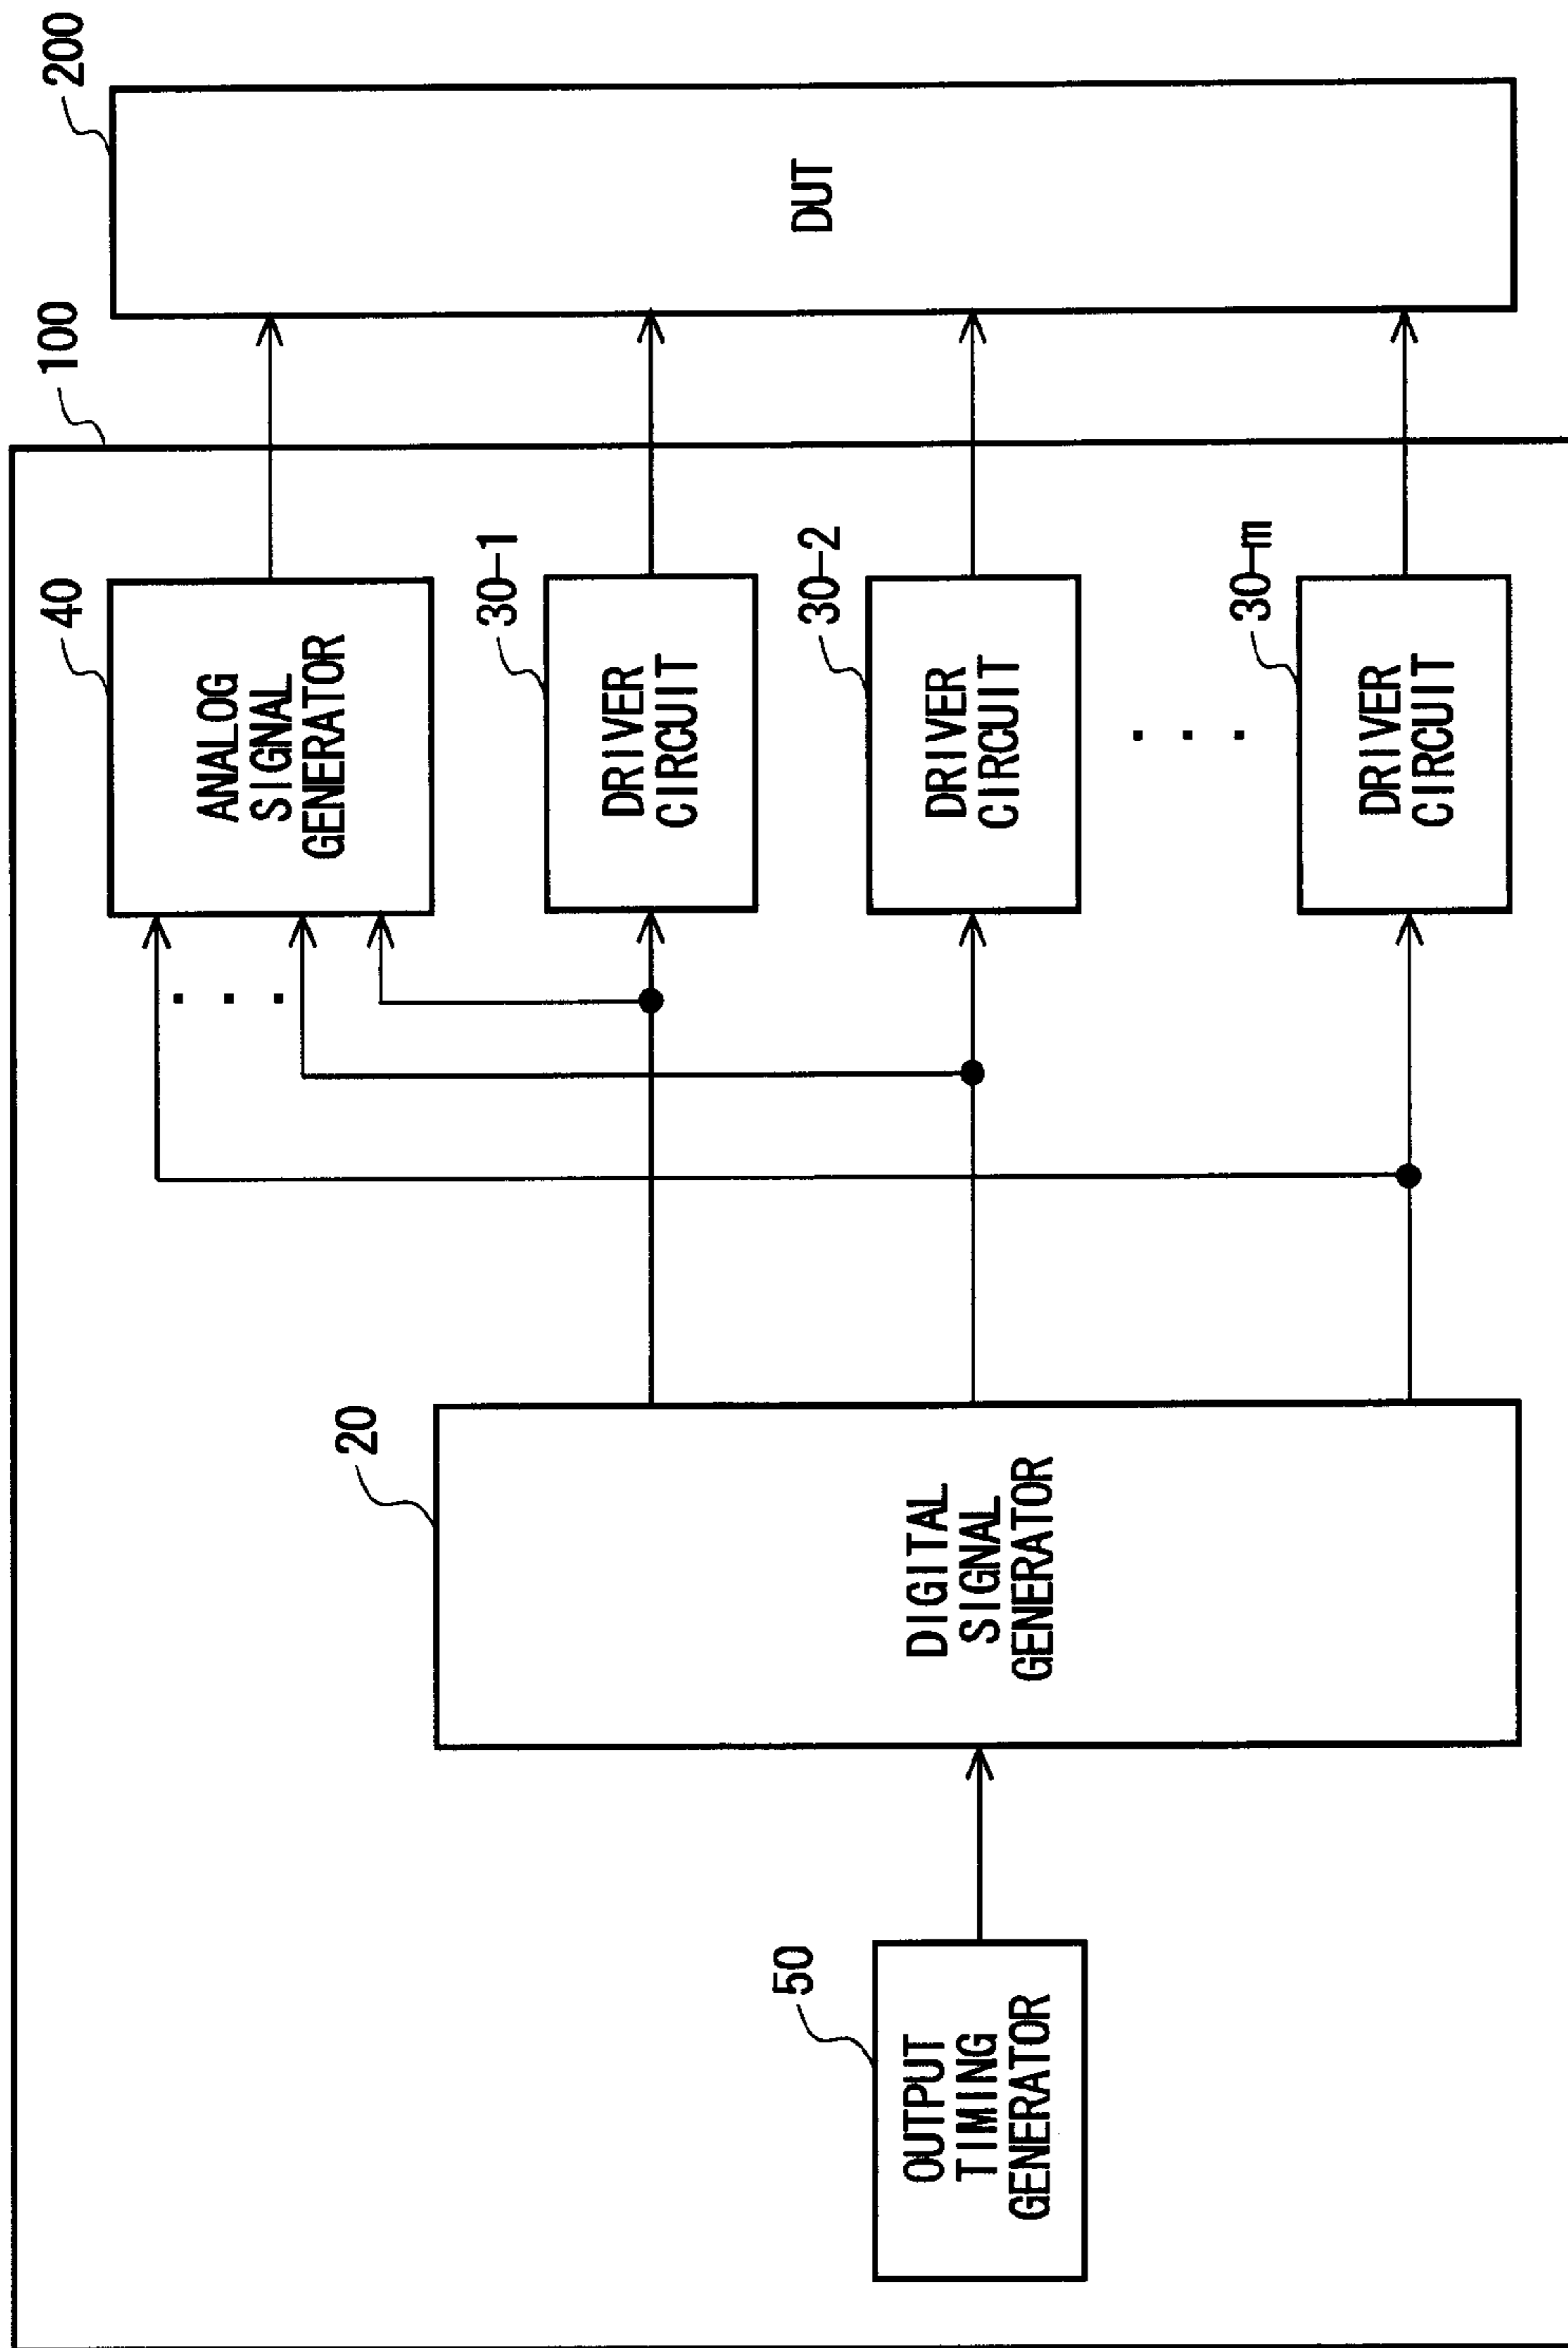 100
200
40
ANALOG
SIGNAL
GENERATOR
20
30-1
DRIVER
CIRCUIT
DUT
50
OUTPUT
TIMING
GENERATOR
DIGITAL
SIGNAL
GENERATOR
30-2
DRIVER
CIRCUIT
. . .
. . .
30-m
DRIVER
CIRCUIT